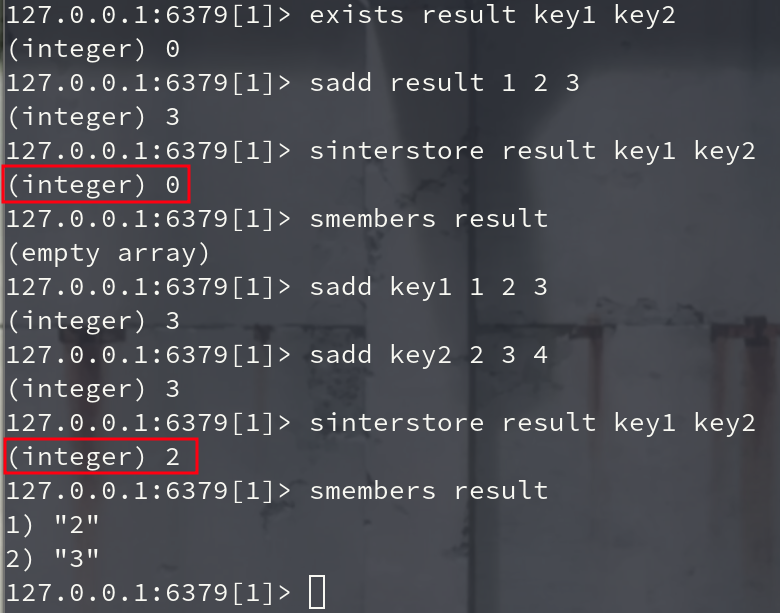 127.0.0.1:6379[1]> exists result key1 key2
(integer) 0
127.0.0.1:6379[1]> sadd result 1 2 3
(integer) 3
127.0.0.1:6379[1]> sinterstore result key1 key2
(integer) 0
127.0.0.1:6379[1]> smembers result
(empty array)
127.0.0.1:6379[1]> sadd key1 1 2 3
(integer) 3
127.0.0.1:6379[1]> sadd key2 2 3 4
(integer) 3
127.0.0.1:6379[1]> sinterstore result key1 key2
(integer) 2
127.0.0.1:6379[1]> smembers result
1) "2"
2) "3"
127.0.0.1:6379[1]>